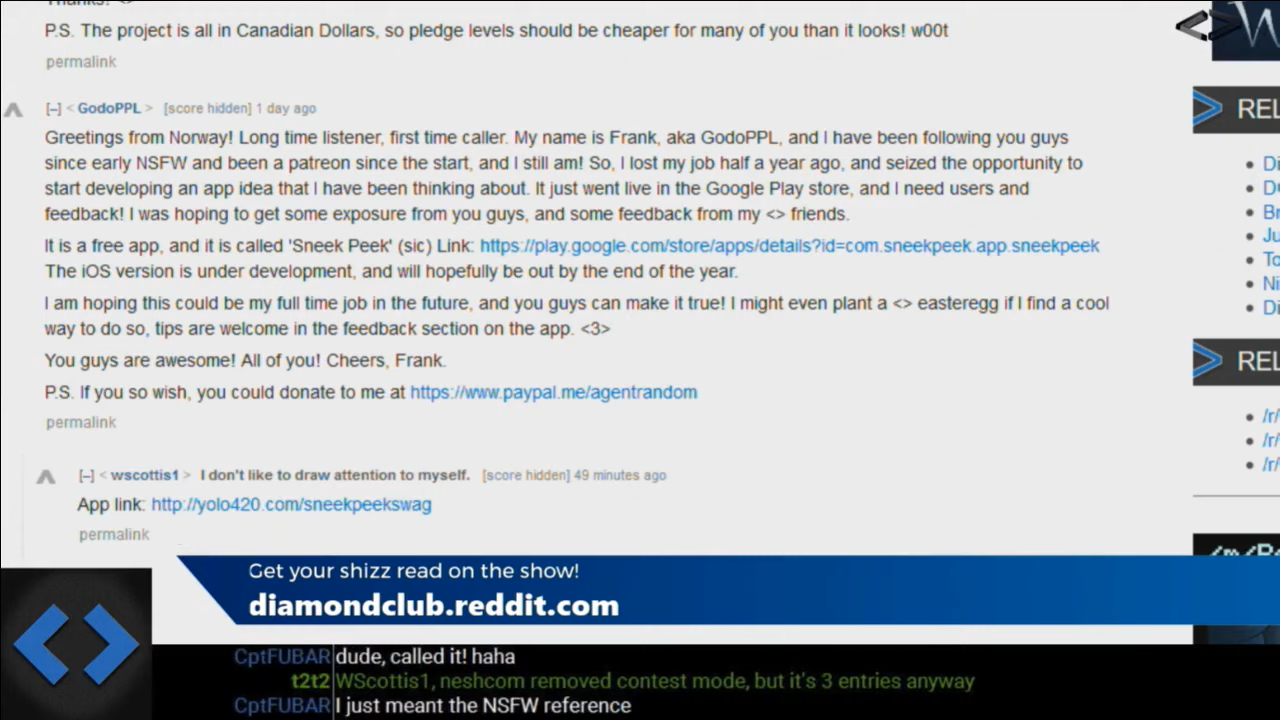 P.S. The project is all in Canadian Dollars, so pledge levels should be cheaper for many of you than it looks! w00t
permalink
[–] < GodoPPL > [score hidden] 1 day ago
Greetings from Norway! Long time listener, first time caller. My name is Frank, aka GodoPPL, and I have been following you guys
since early NSFW and been a patreon since the start, and I still am! So, I lost my job half a year ago, and seized the opportunity to
start developing an app idea that I have been thinking about. It just went live in the Google Play store, and I need users and
feedback! I was hoping to get some exposure from you guys, and some feedback from my <> friends.
It is a free app, and it is called 'Sneek Peek' (sic) Link: https://play.google.com/store/apps/details?id=com.sneekpeek.app.sneekpeek
The iOS version is under development, and will hopefully be out by the end of the year.
I am hoping this could be my full time job in the future, and you guys can make it true! I might even plant a <> easteregg if I find a cool
way to do so, tips are welcome in the feedback section on the app. <3>
You guys are awesome! All of you! Cheers, Frank.
P.S. If you so wish, you could donate to me at https://www.paypal.me/agentrandom
permalink
[–] < wscottis1 > I don't like to draw attention to myself. [score hidden] 49 minutes ago
App link: http://yolo420.com/sneekpeekswag
permalink
REL
Di
D
Br
Ju
To
Ni
Di
REL
/r/
/r/
/r/
Get your shizz read on the show!
diamondclub.reddit.com
CptFUBAR dude, called it! haha
t2t2 WScottis1, neshcom removed contest mode, but it's 3 entries anyway
CptFUBAR I just meant the NSFW reference